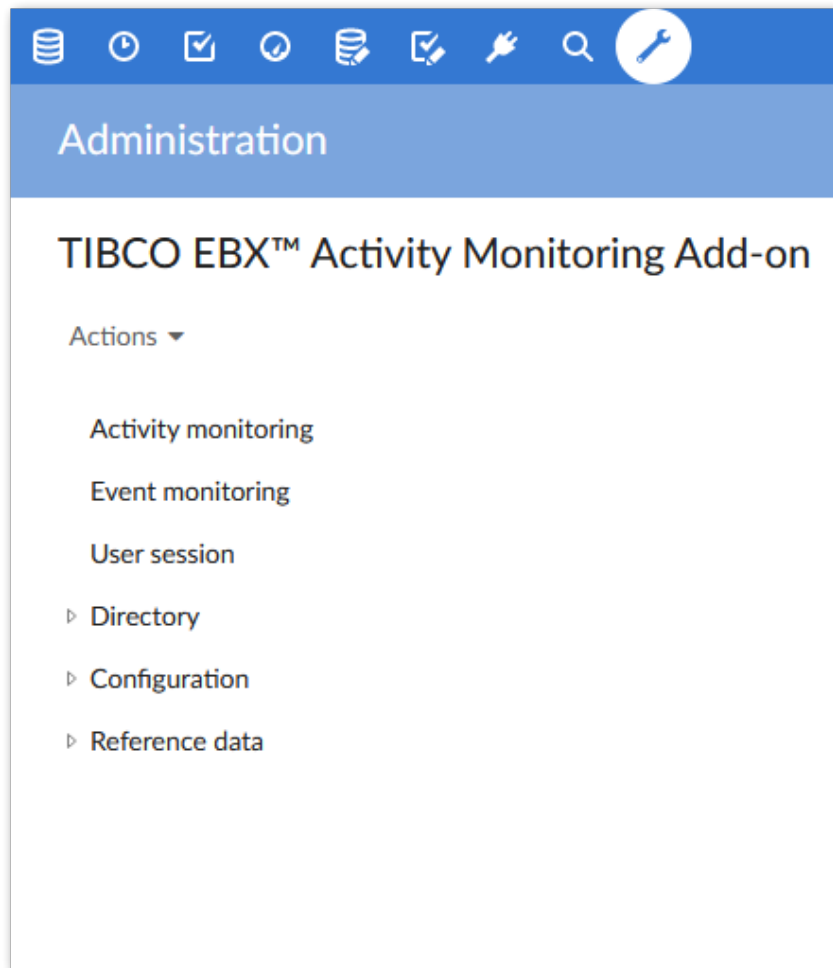 Administration
TIBCO EBX™ Activity Monitoring Add-on
Actions
Activity monitoring
Event monitoring
User session
Directory
Configuration
Reference data